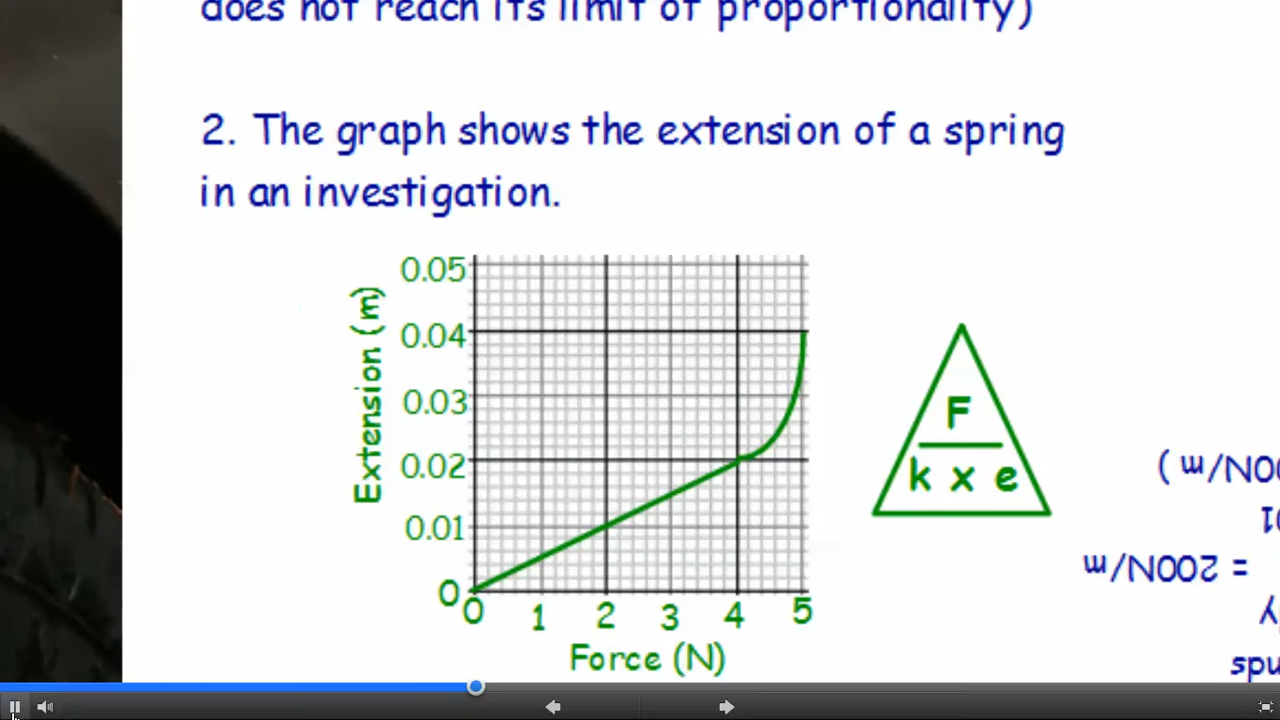 does not reach its limit of proportionality)
2. The graph shows the extension of a spring
in an investigation.
Extension (m)
0.05
0.04
0.03
0.02
0.01
0
0 1 2 3 4 5
Force (N)
F
k x e
= 200N/m